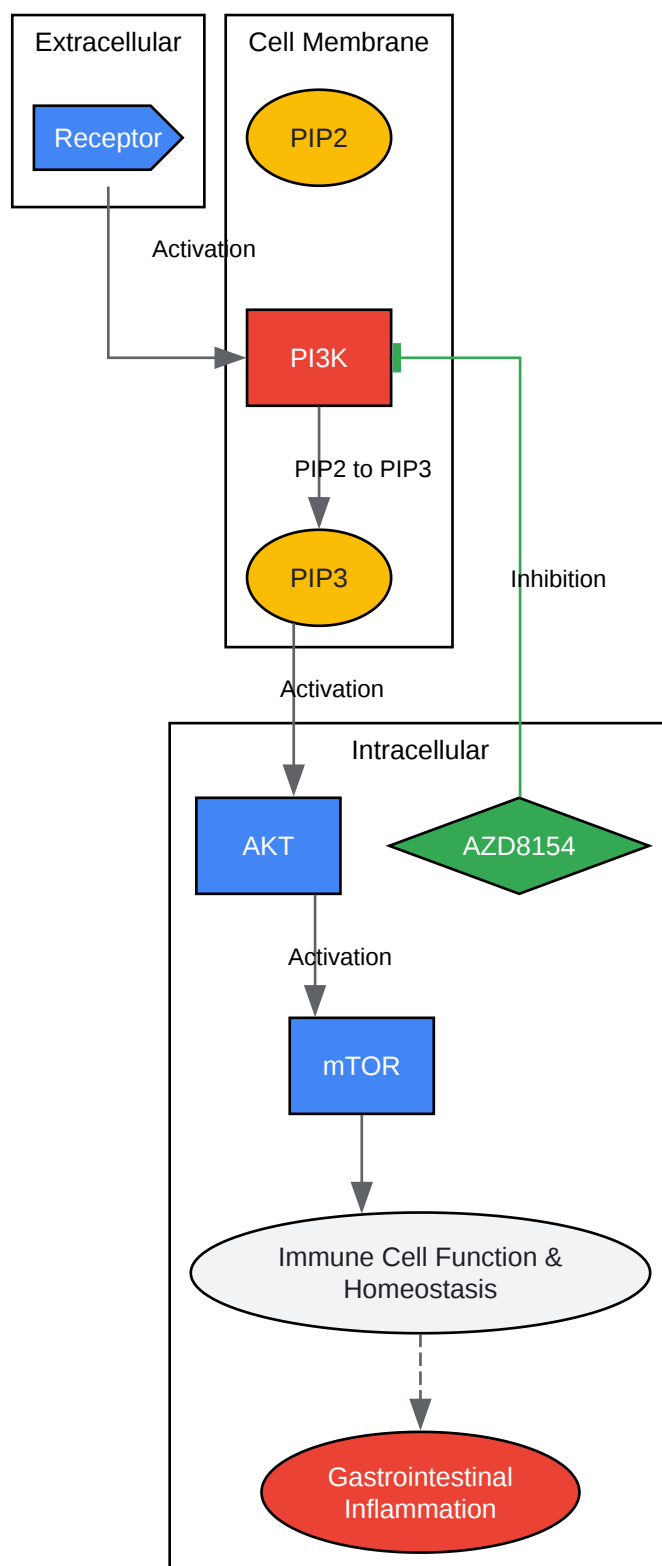 Extracellular
Cell Membrane
Receptor
PIP2
Activation
PI3K
PIP2 to PIP3
PIP3
Inhibition
Activation
Intracellular
AKT
AZD8154
Activation
mTOR
Immune Cell Function &
Homeostasis
Gastrointestinal
Inflammation